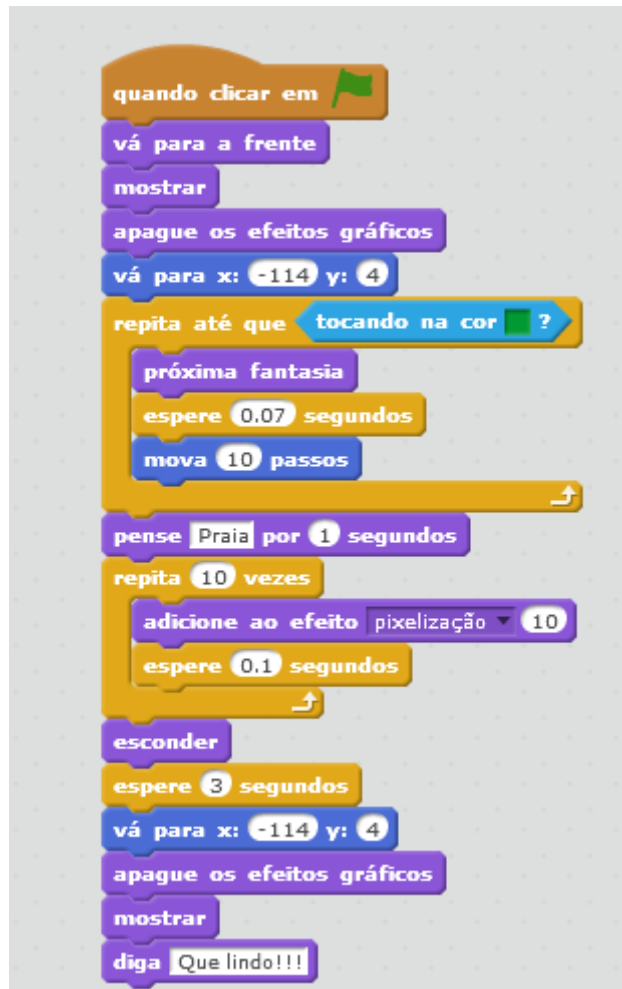 quando clicar em
vá para a frente
mostrar
apague os efeitos gráficos
vá para x: -114 y: 4
repita até que tocando na cor ?
próxima fantasia
espere 0.07 segundos
mova 10 passos
pense Praia por 1 segundos
repita 10 vezes
adicione ao efeito pixelização 10
espere 0.1 segundos
esconder
espere 3 segundos
vá para x: -114 y: 4
apague os efeitos gráficos
mostrar
diga Que lindo!!!